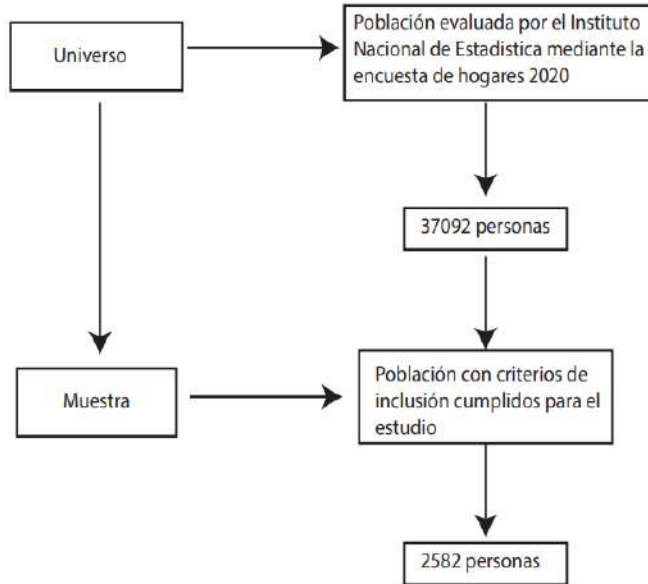 Universo
Población evaluada por el Instituto
Nacional de Estadistica mediante la
encuesta de hogares 2020
37092 personas
Muestra
Población con criterios de
inclusión cumplidos para el
estudio
2582 personas